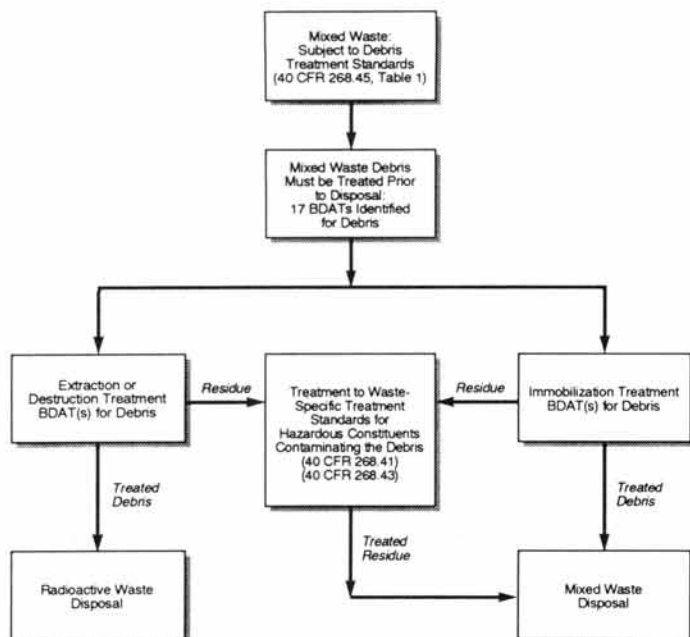 Mixed Waste:
Subject to Debris
Treatment Standards
(40 CFR 268.45, Table 1)
Mixed Waste Debris
Must be Treated Prior
to Disposal:
17 BDATs Identified
for Debris
Extraction or
Destruction Treatment
BDAT(s) for Debris
Residue
Treatment to Waste-
Specific Treatment
Standards for
Hazardous Constituents
Contaminating the Debris
(40 CFR 268.41)
(40 CFR 268.43)
Residue
Immobilization Treatment
BDAT(s) for Debris
Treated
Debris
Treated
Residue
Treated
Debris
Radioactive Waste
Disposal
Mixed Waste
Disposal